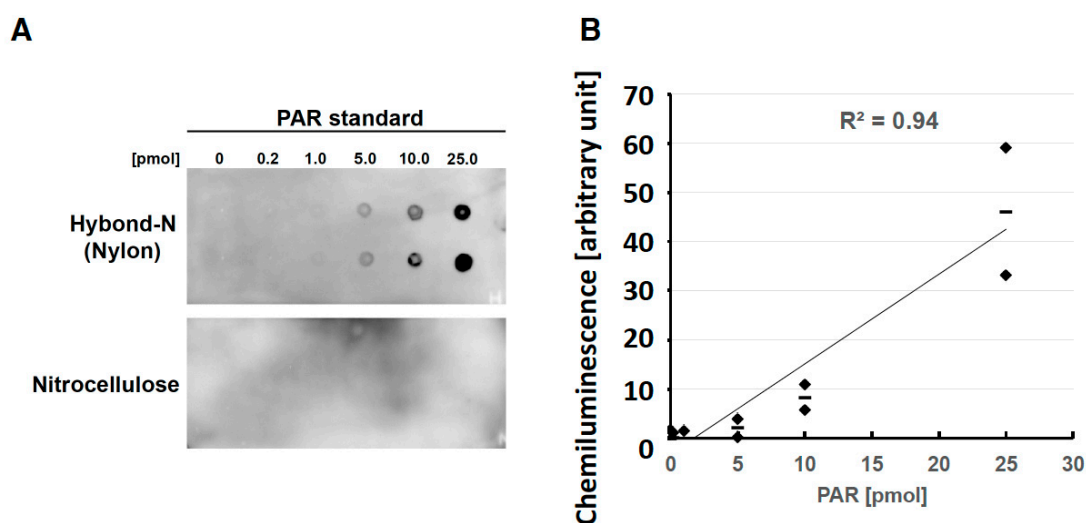 A
PAR standard
[pmol] 0 0.2 1.0 5.0 10.0 25.0
Hybond-N
(Nylon)
H
Nitrocellulose
B
Chemiluminescence [arbitrary unit]
70
60
50
40
30
20
10
0
R² = 0.94
0 5 10 15 20 25 30
PAR [pmol]